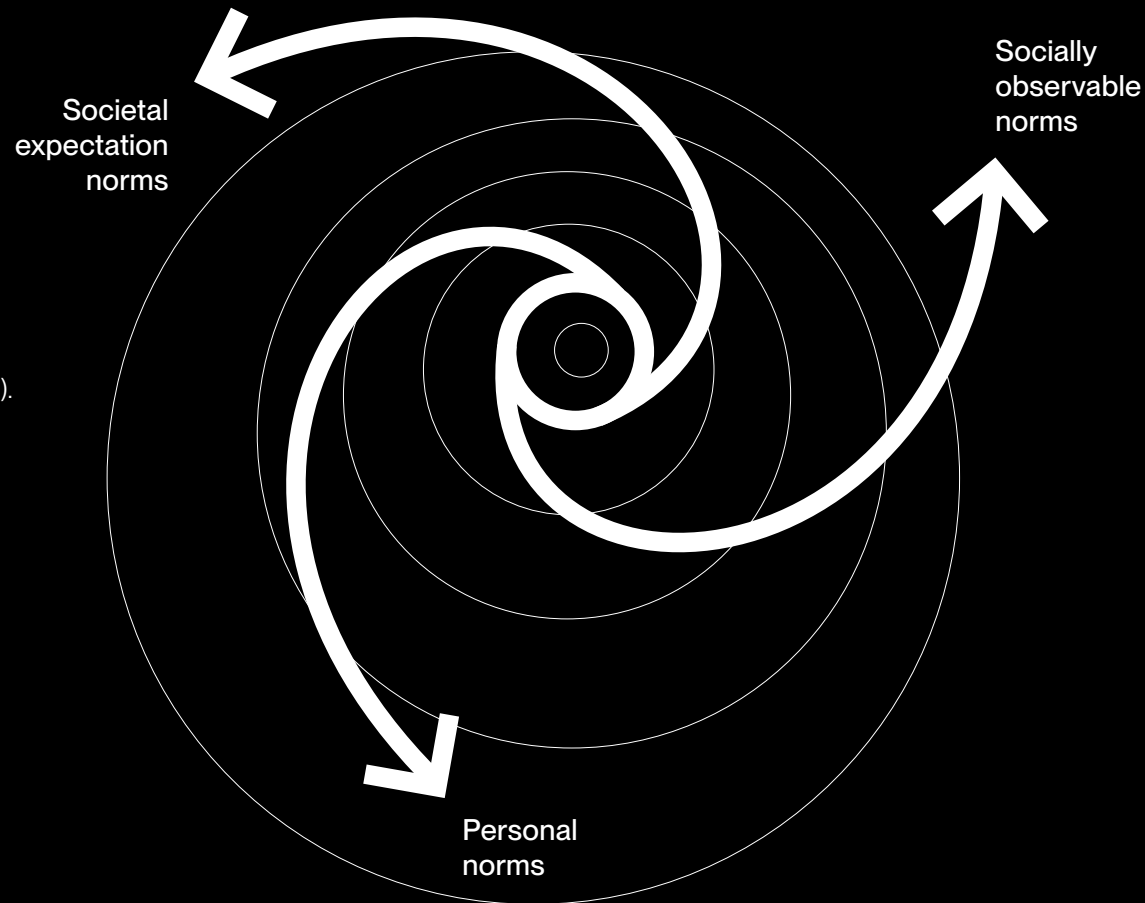 Societal
expectation
norms
Socially
observable
norms
).
Personal
norms